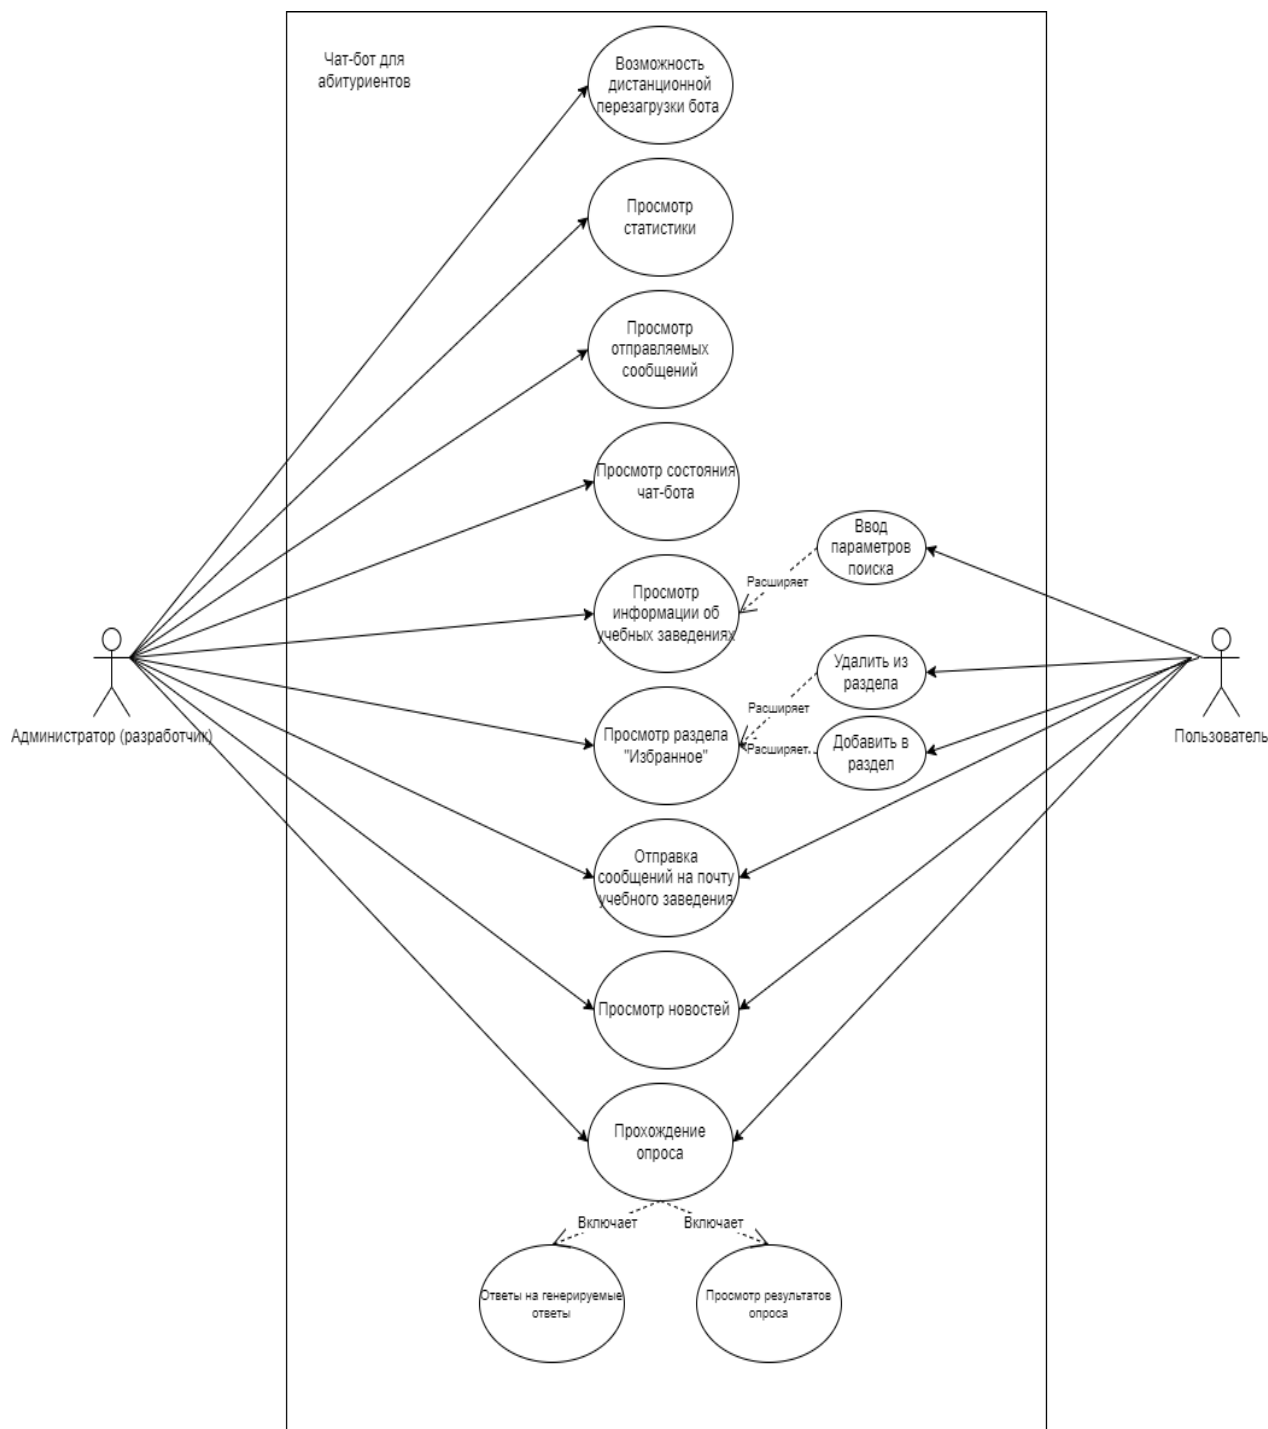 Чат-бот для
абитуриентов
Возможность
дистанционной
перезагрузки бота
Просмотр
статистики
Просмотр
отправляемых
сообщений
Просмотр состояния
чат-бота
Ввод
параметров
поиска
Расширяет
Просмотр
информации об
учебных заведениях
Удалить из
раздела
Расширяет
Администратор (разработчик)
Просмотр раздела
"Избранное"
Расширяет
Добавить в
раздел
Пользователь
Отправка
сообщений на почту
учебного заведения
Просмотр новостей
Прохождение
опроса
Включает
Включает
Ответы на генерируемые
ответы
Просмотр результатов
опроса